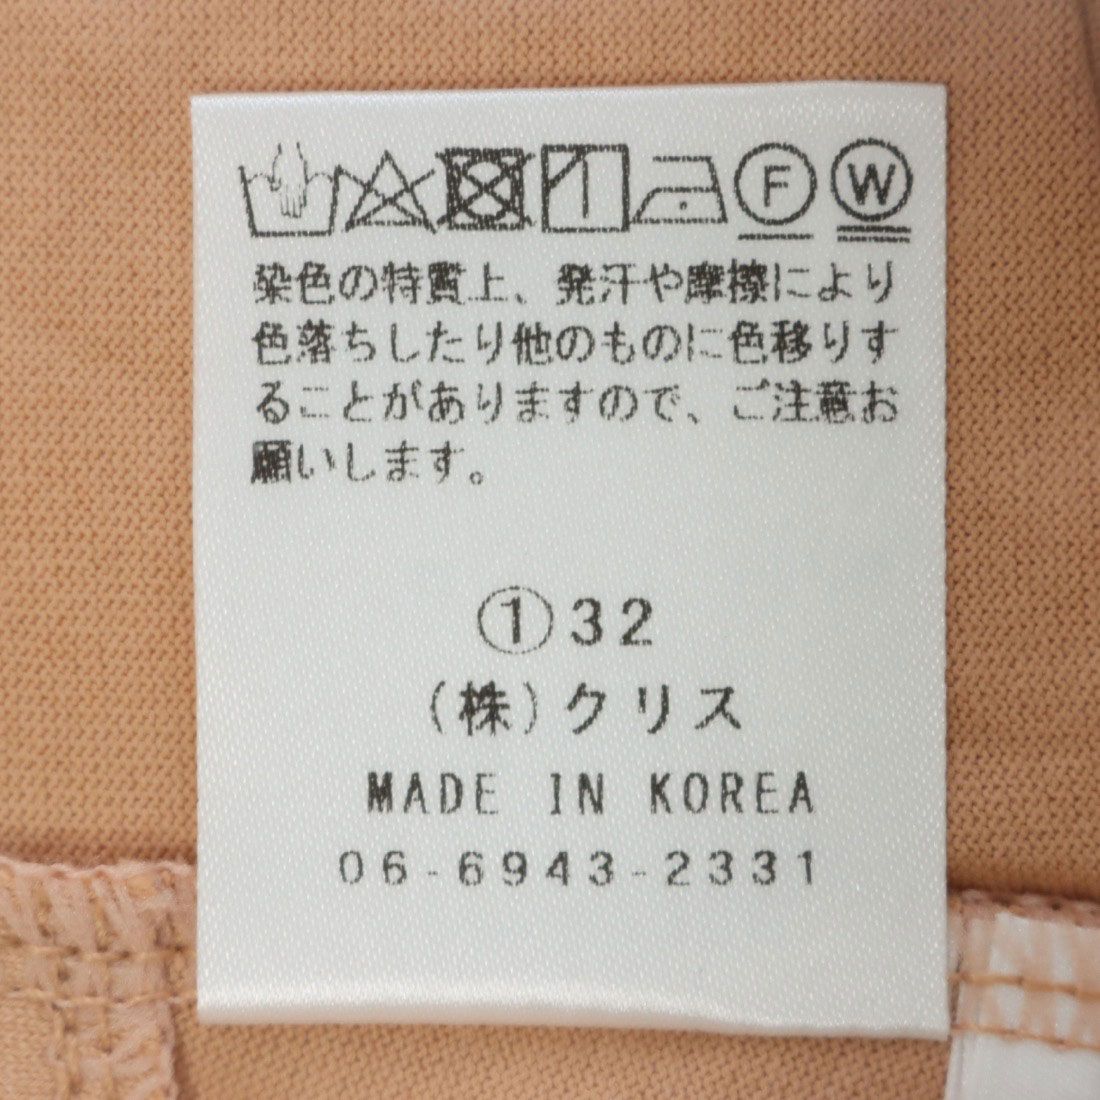 F W
染色の特質上、発汗や摩擦により
色落ちしたり他のものに色移りす
ることがありますので、ご注意お
願いします。
①32
(株)クリス
MADE IN KOREA
06-6943-2331